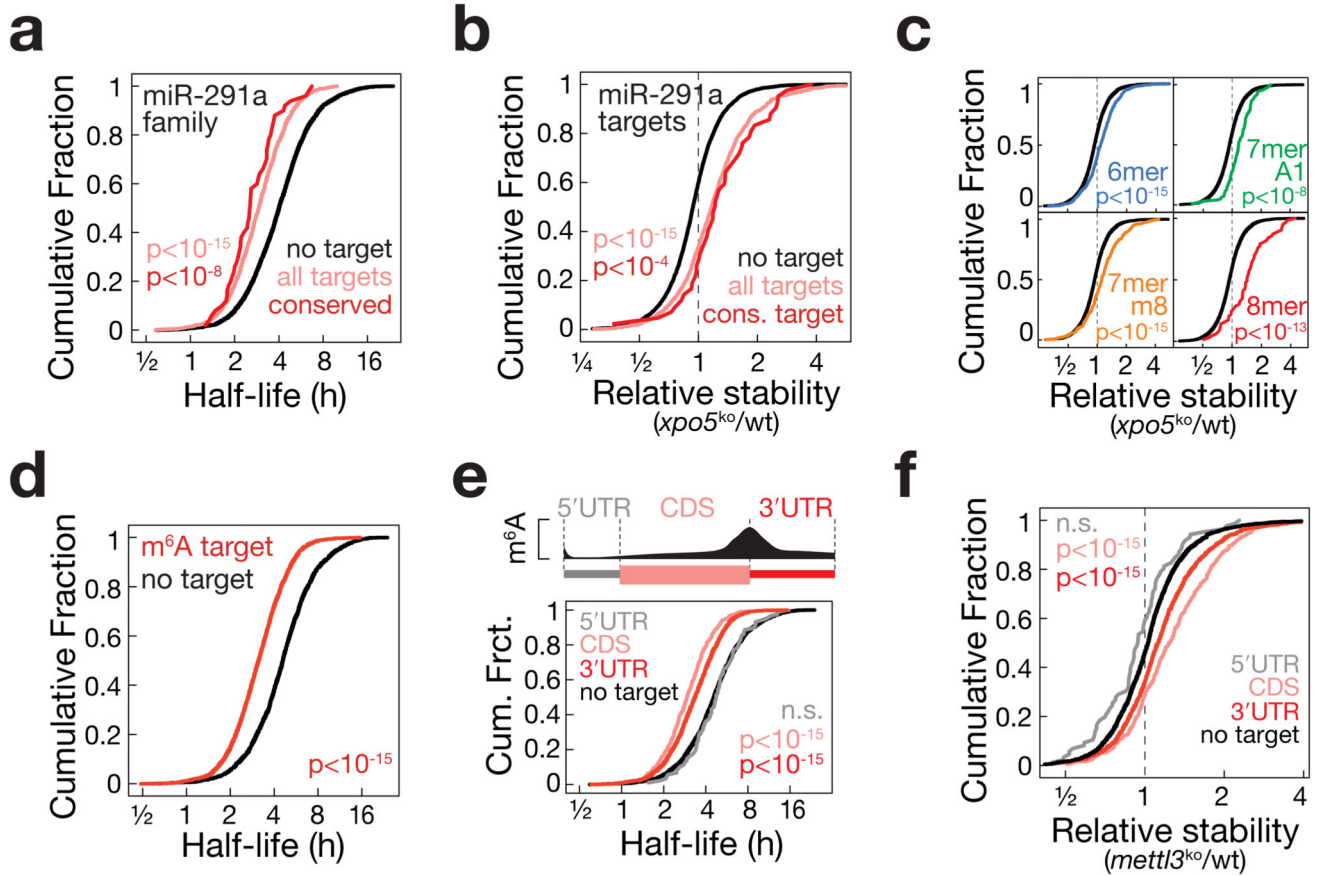 a
Cumulative Fraction
1
0.8
0.6
0.4
0.2
0
miR-291a
family
p<10⁻¹⁵
p<10⁻⁸
no target
all targets
conserved
½ 1 2 4 8 16
Half-life (h)
b
Cumulative Fraction
1
0.8
0.6
0.4
0.2
0
miR-291a
targets
p<10⁻¹⁵
p<10⁻⁴
no target
all targets
cons. target
¼ ½ 1 2 4
Relative stability
(xpo5ᵏᵒ/wt)
c
Cumulative Fraction
1
0.5
0
6mer
p<10⁻¹⁵
7mer
A1
p<10⁻⁸
1
0.5
0
7mer
m8
p<10⁻¹⁵
8mer
p<10⁻¹³
½ 1 2 4 ½ 1 2 4
Relative stability
(xpo5ᵏᵒ/wt)
d
Cumulative Fraction
1
0.8
0.6
0.4
0.2
0
m⁶A target
no target
p<10⁻¹⁵
½ 1 2 4 8 16
Half-life (h)
e
5′UTR CDS 3′UTR
m⁶A
Cum. Frct.
1
0.8
0.6
0.4
0.2
0
5′UTR
CDS
3′UTR
no target
n.s.
p<10⁻¹⁵
p<10⁻¹⁵
½ 1 2 4 8 16
Half-life (h)
f
Cumulative Fraction
1
0.8
0.6
0.4
0.2
0
n.s.
p<10⁻¹⁵
p<10⁻¹⁵
5′UTR
CDS
3′UTR
no target
½ 1 2 4
Relative stability
(mettl3ᵏᵒ/wt)